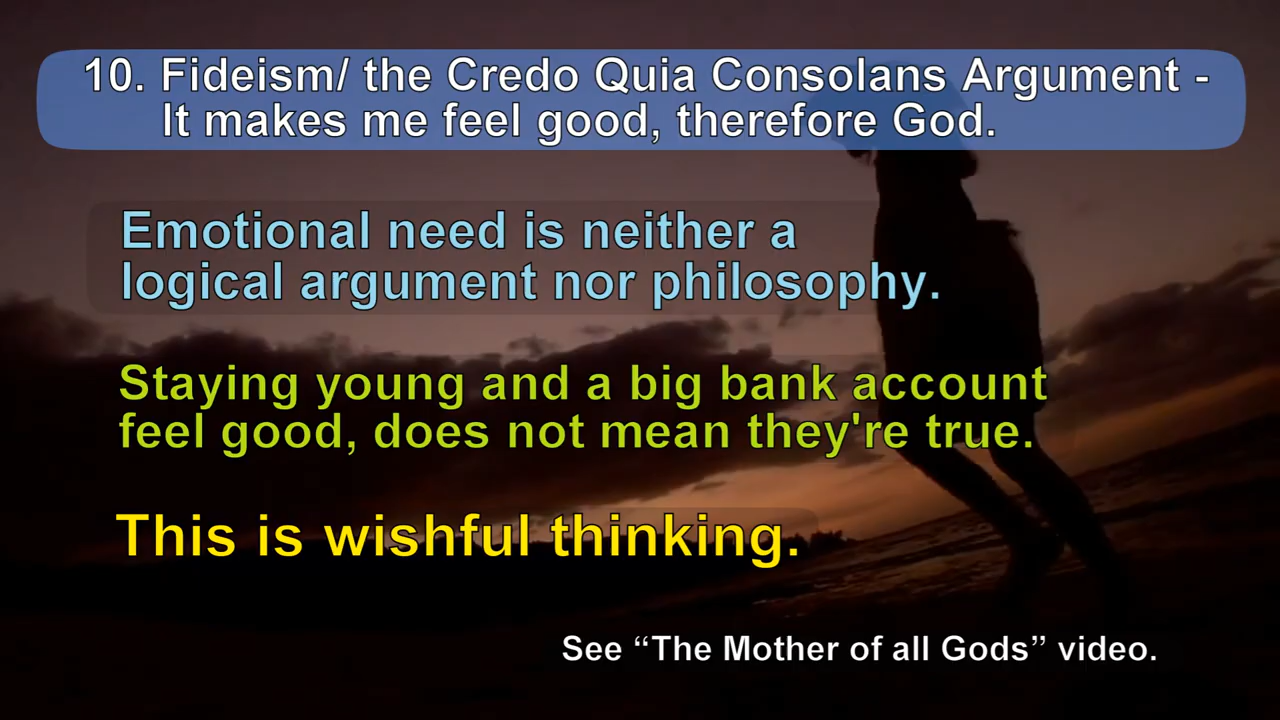 10. Fideism/ the Credo Quia Consolans Argument -
It makes me feel good, therefore God.
Emotional need is neither a
logical argument nor philosophy.
Staying young and a big bank account
feel good, does not mean they're true.
This is wishful thinking.
See “The Mother of all Gods” video.